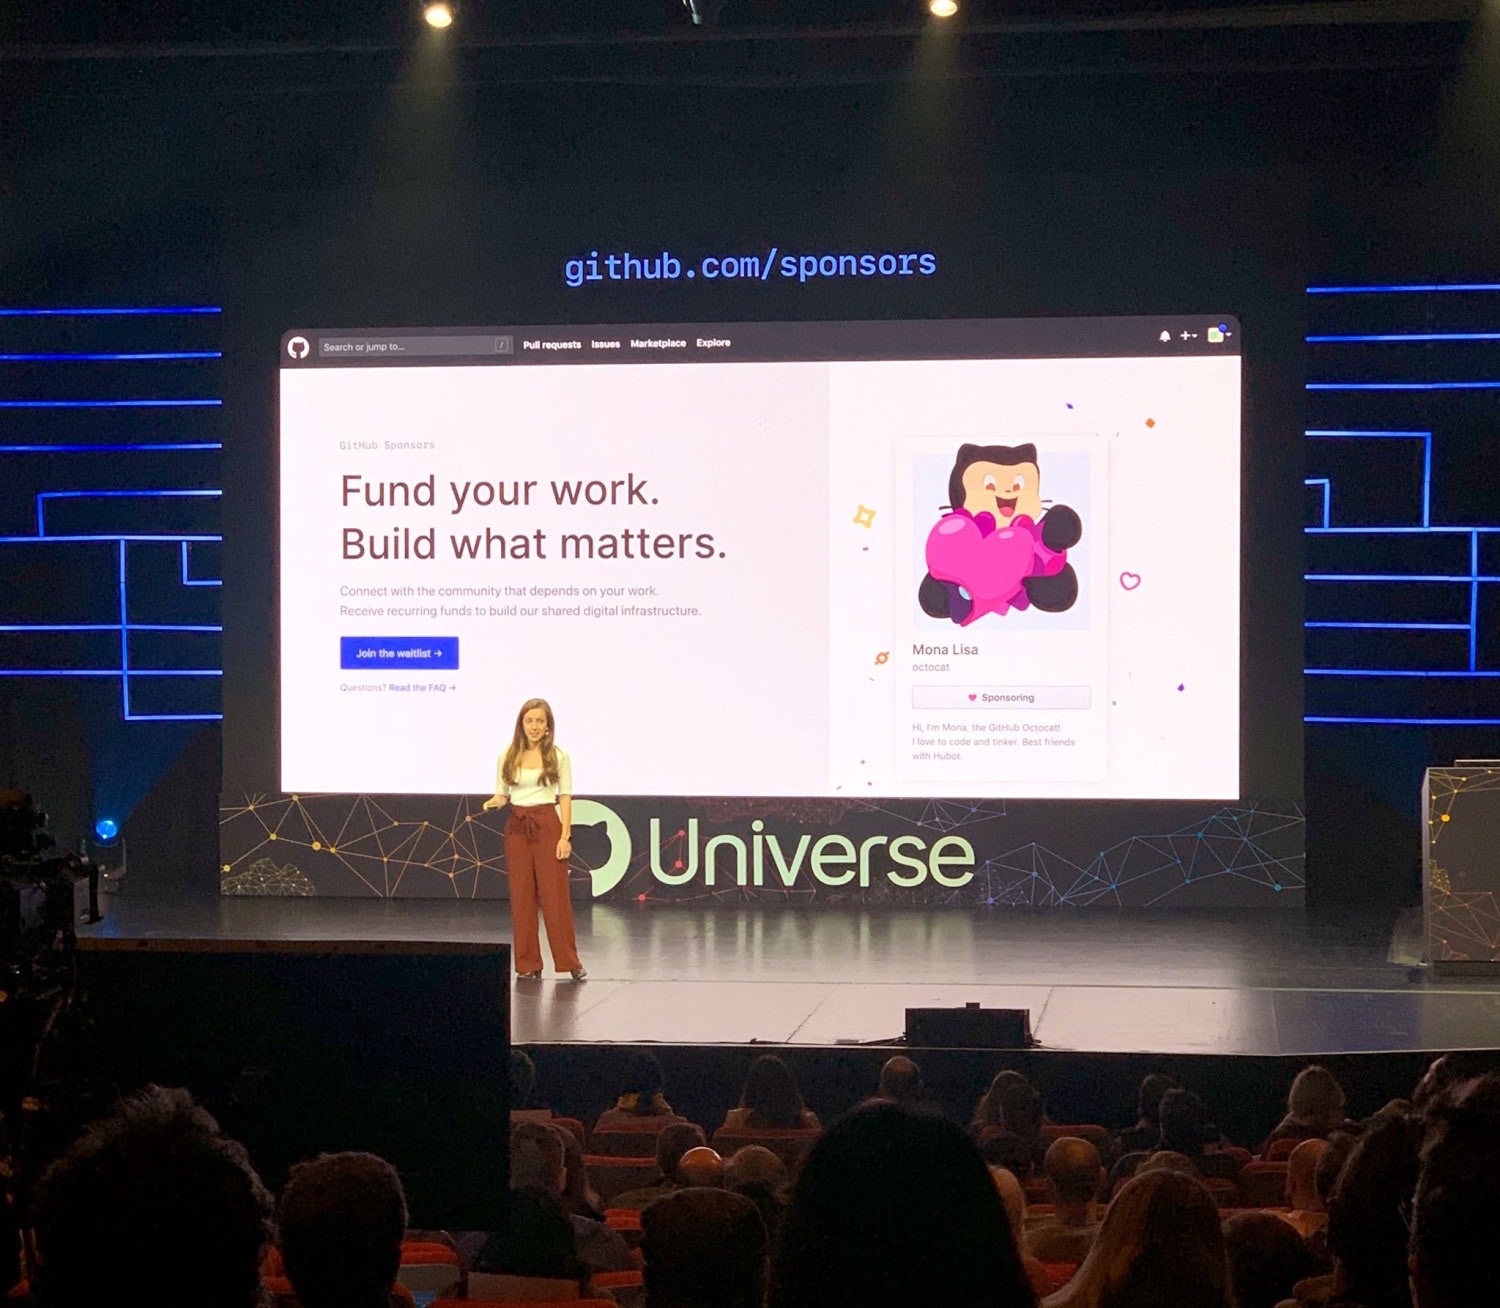 github.com/sponsors
Search or jump to... /
Pull requests Issues Marketplace Explore
GitHub Sponsors
Fund your work.
Build what matters.
Connect with the community that depends on your work.
Receive recurring funds to build our shared digital infrastructure.
Join the waitlist →
Questions? Read the FAQ →
Mona Lisa
octocat
Sponsoring
Hi, I'm Mona, the GitHub Octocat!
I love to code and tinker. Best friends
with Hubot.
Universe